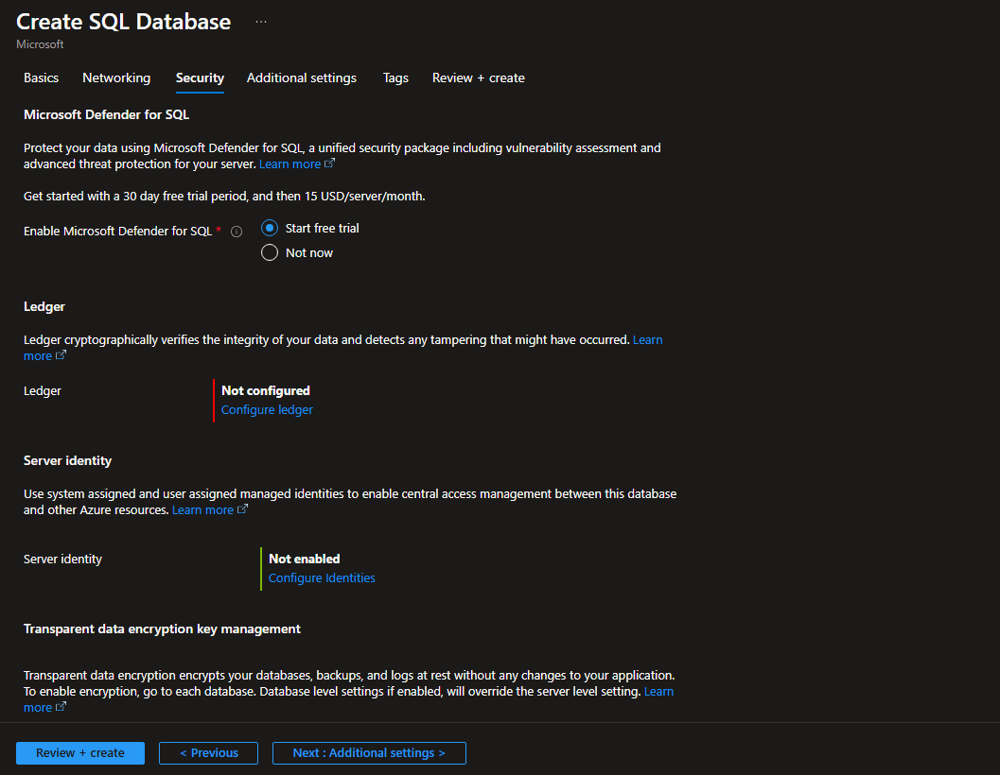 Create SQL Database ...
Microsoft
Basics Networking Security Additional settings Tags Review + create
Microsoft Defender for SQL
Protect your data using Microsoft Defender for SQL, a unified security package including vulnerability assessment and
advanced threat protection for your server. Learn more
Get started with a 30 day free trial period, and then 15 USD/server/month.
Enable Microsoft Defender for SQL * Start free trial
Not now
Ledger
Ledger cryptographically verifies the integrity of your data and detects any tampering that might have occurred. Learn
more
Ledger Not configured
Configure ledger
Server identity
Use system assigned and user assigned managed identities to enable central access management between this database
and other Azure resources. Learn more
Server identity Not enabled
Configure Identities
Transparent data encryption key management
Transparent data encryption encrypts your databases, backups, and logs at rest without any changes to your application.
To enable encryption, go to each database. Database level settings if enabled, will override the server level setting. Learn
more
Review + create < Previous Next : Additional settings >